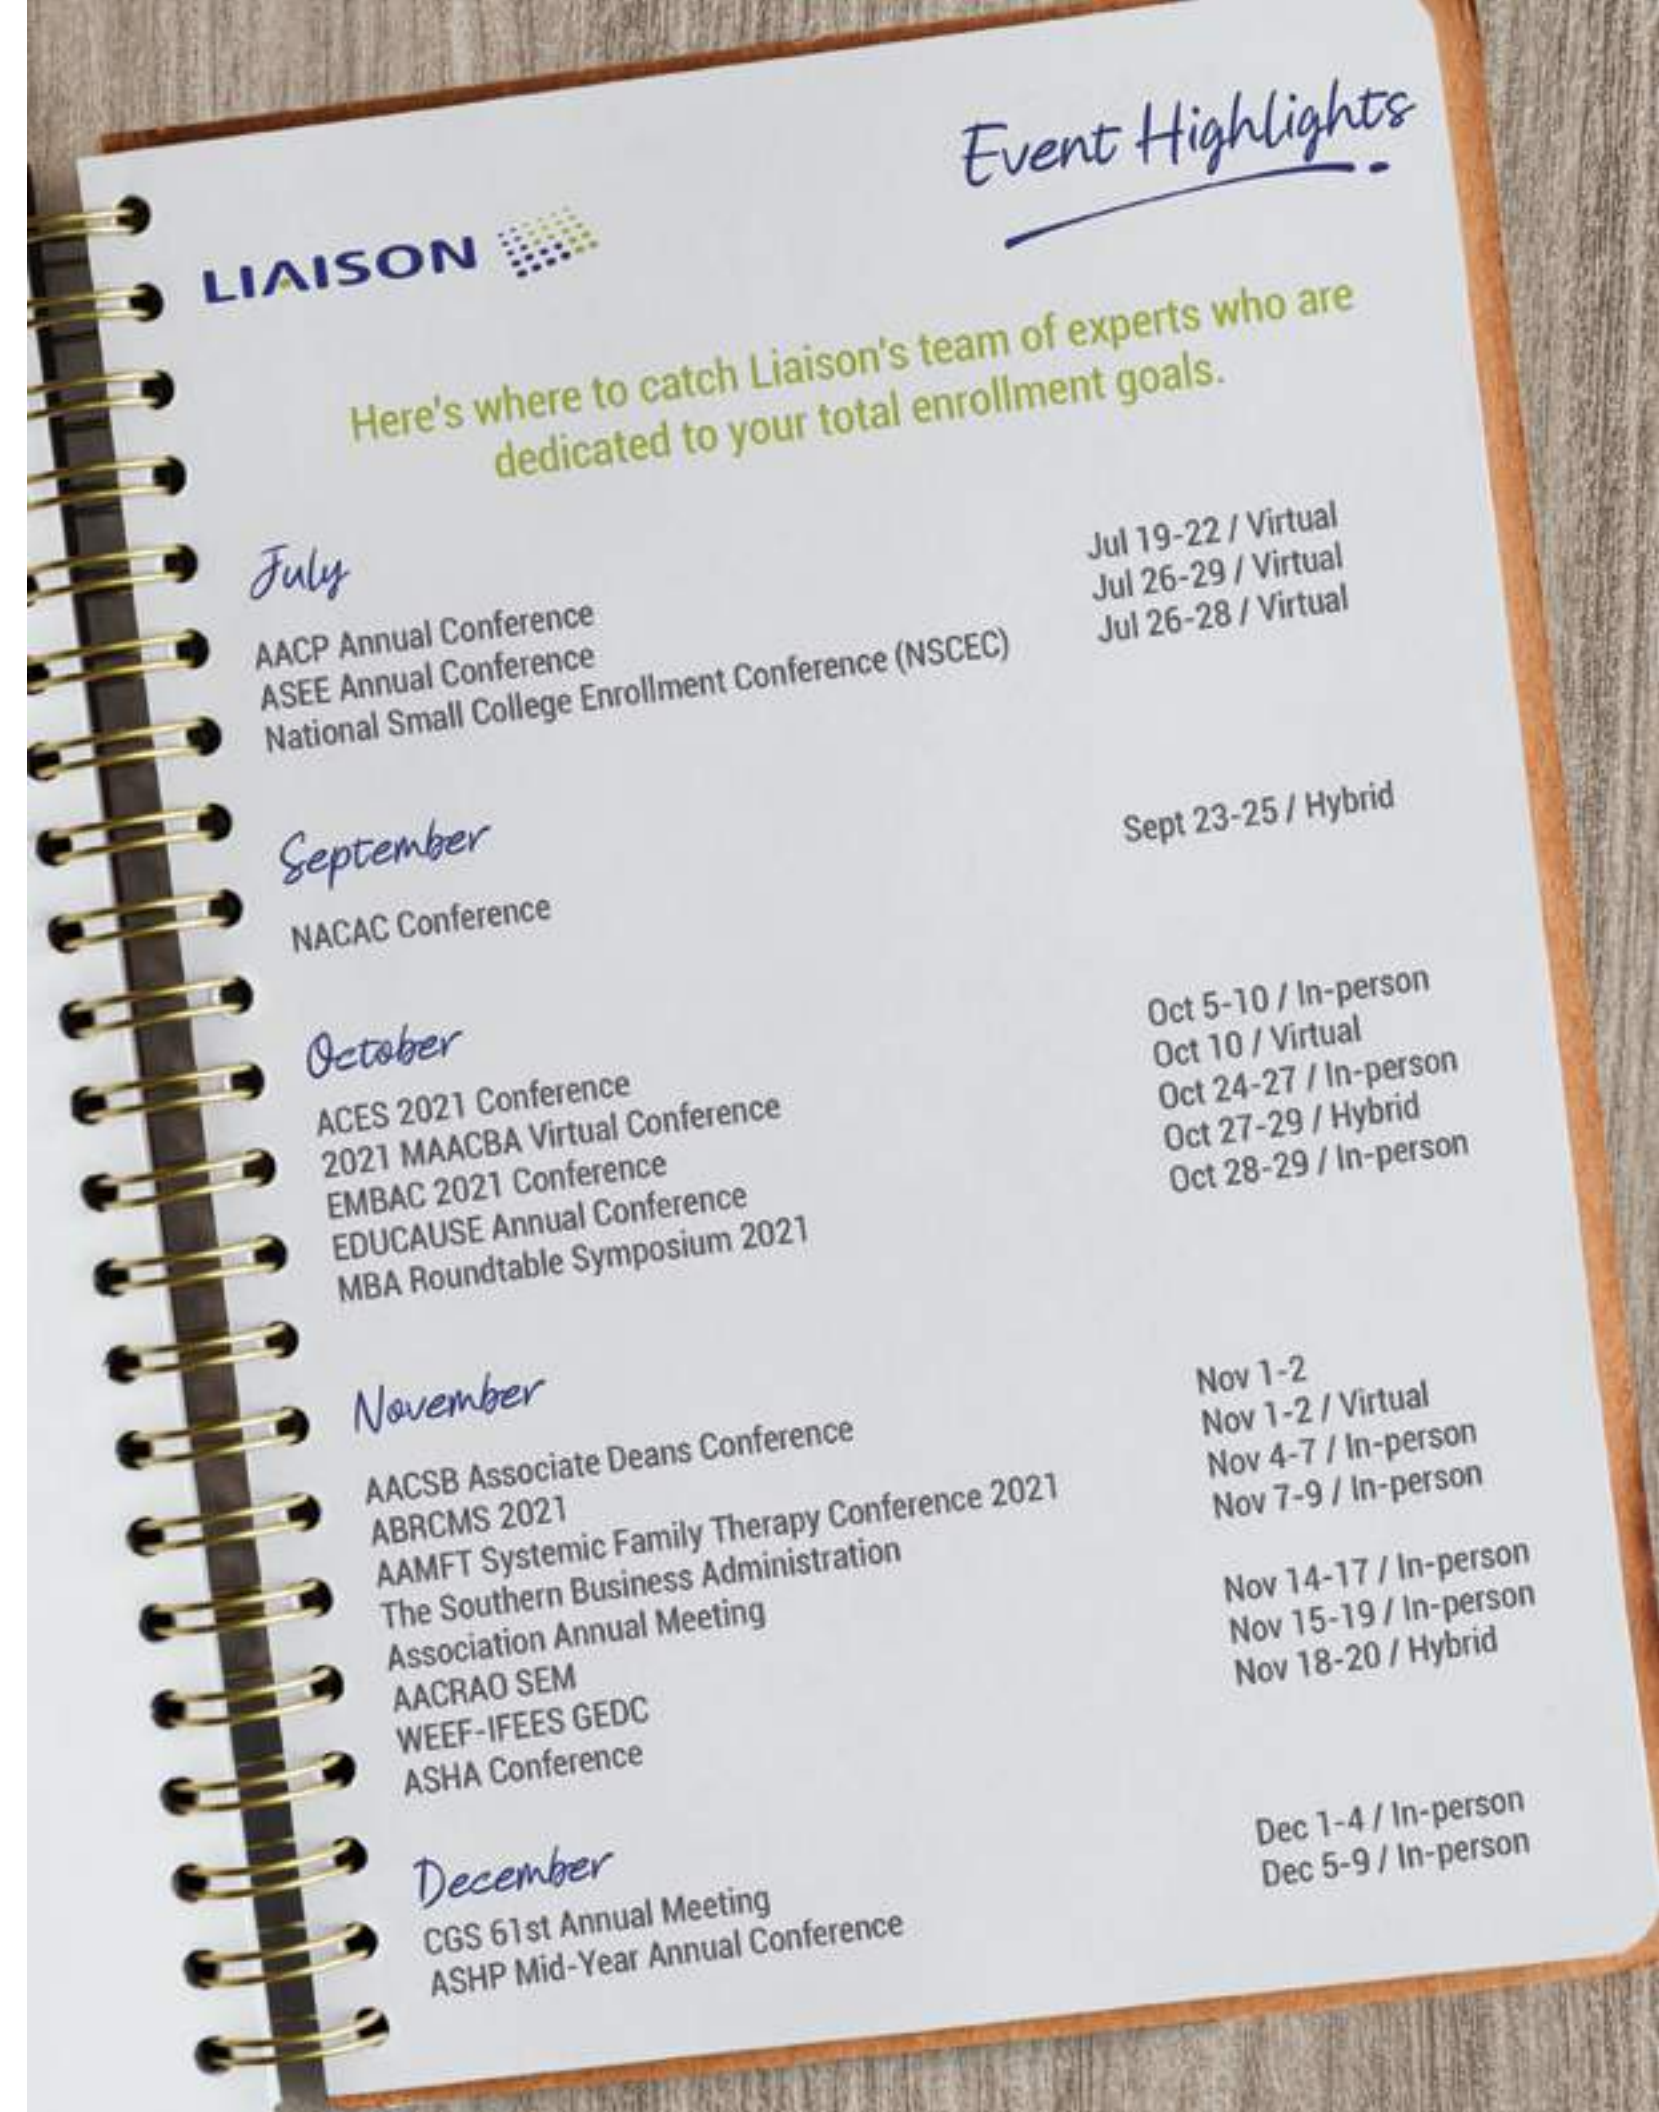 Event Highlights
LIAISON
Here's where to catch Liaison's team of experts who are
dedicated to your total enrollment goals.
July
AACP Annual Conference Jul 19-22 / Virtual
ASEE Annual Conference Jul 26-29 / Virtual
National Small College Enrollment Conference (NSCEC) Jul 26-28 / Virtual
September
NACAC Conference Sept 23-25 / Hybrid
October
ACES 2021 Conference Oct 5-10 / In-person
2021 MAACBA Virtual Conference Oct 10 / Virtual
EMBAC 2021 Conference Oct 24-27 / In-person
EDUCAUSE Annual Conference Oct 27-29 / Hybrid
MBA Roundtable Symposium 2021 Oct 28-29 / In-person
November
AACSB Associate Deans Conference Nov 1-2
ABRCMS 2021 Nov 1-2 / Virtual
AAMFT Systemic Family Therapy Conference 2021 Nov 4-7 / In-person
The Southern Business Administration Nov 7-9 / In-person
Association Annual Meeting
AACRAO SEM Nov 14-17 / In-person
WEEF-IFEES GEDC Nov 15-19 / In-person
ASHA Conference Nov 18-20 / Hybrid
December
CGS 61st Annual Meeting Dec 1-4 / In-person
ASHP Mid-Year Annual Conference Dec 5-9 / In-person